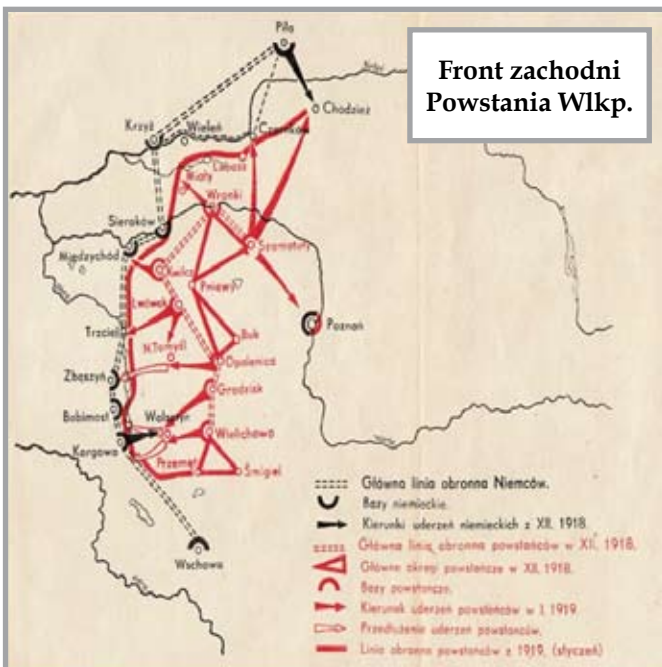 Front zachodni
Powstania Wlkp.
Piła
Chodzież
Krzyż
Wieleń
Czarnków
Lubasz
Miały
Wronki
Sieraków
Międzychód
Szamotuły
Kwilcz
Pniewy
Lwówek
Poznań
Trzciel
N.Tomyśl
Buk
Opalenica
Zbąszyń
Grodzisk
Babimost
Wolsztyn
Wielichowo
Kargowa
Przemęt
Śmigiel
Wschowa
Główna linia obronna Niemców.
Bazy niemieckie.
Kierunki uderzeń niemieckich z XII. 1918.
Główna linia obronna powstańców w XII. 1918.
Główne okręgi powstańcze w XII. 1918.
Bazy powstańcze.
Kierunek uderzeń powstańców w I. 1919.
Przedłużenie uderzeń powstańców.
Linia obronna powstańców z 1919. (styczeń)